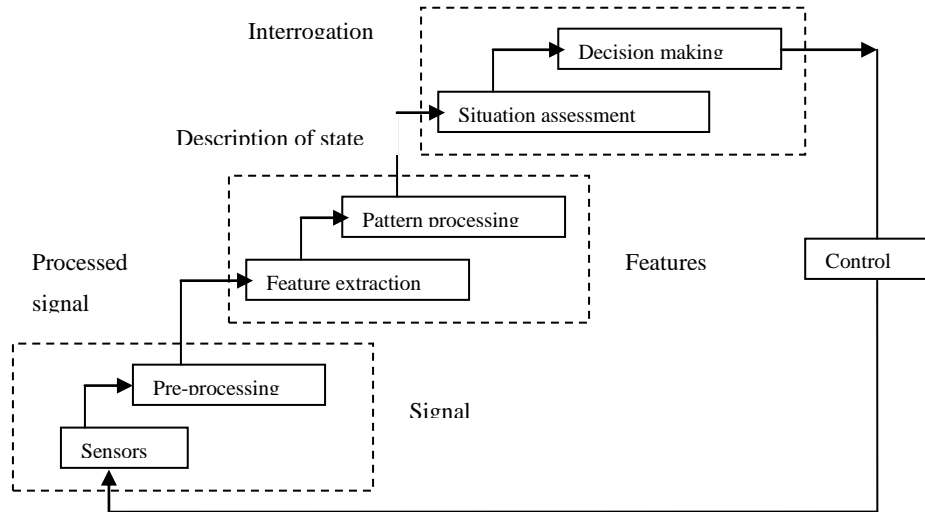 Interrogation
Decision making
Situation assessment
Description of state
Pattern processing
Processed
signal
Feature extraction
Features
Control
Pre-processing
Signal
Sensors